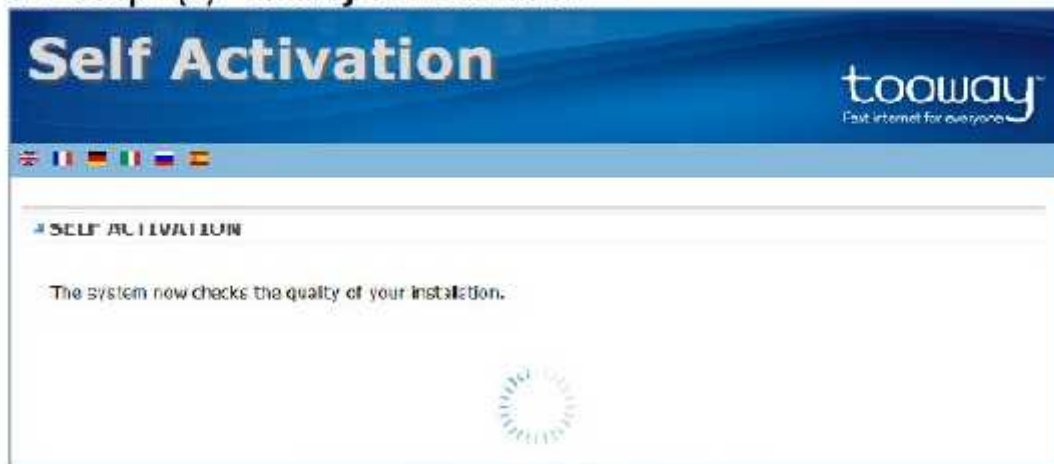 Self Activation
tooway
Fast internet for everyone
SELF ACTIVATION
The system now checks the quality of your installation.